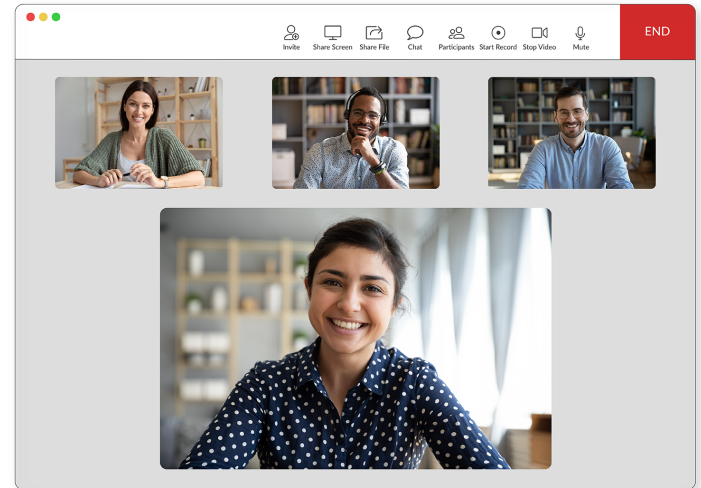 Invite
Share Screen
Share File
Chat
Participants
Start Record
Stop Video
Mute
END